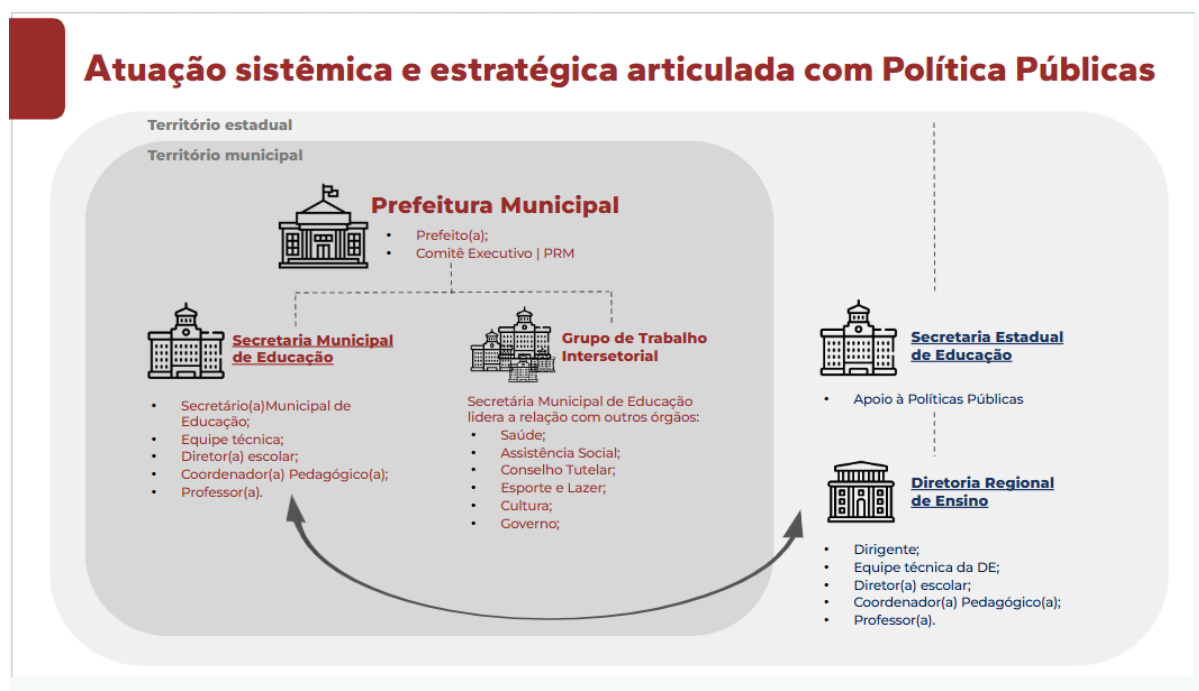 Atuação sistêmica e estratégica articulada com Política Públicas
Território estadual
Território municipal
Prefeitura Municipal
• Prefeito(a);
• Comitê Executivo | PRM
Secretaria Municipal
de Educação
• Secretário(a)Municipal de
Educação;
• Equipe técnica;
• Diretor(a) escolar;
• Coordenador(a) Pedagógico(a);
• Professor(a).
Grupo de Trabalho
Intersetorial
Secretária Municipal de Educação
lidera a relação com outros órgãos:
• Saúde;
• Assistência Social;
• Conselho Tutelar;
• Esporte e Lazer;
• Cultura;
• Governo;
Secretaria Estadual
de Educação
• Apoio à Políticas Públicas
Diretoria Regional
de Ensino
• Dirigente;
• Equipe técnica da DE;
• Diretor(a) escolar;
• Coordenador(a) Pedagógico(a);
• Professor(a).